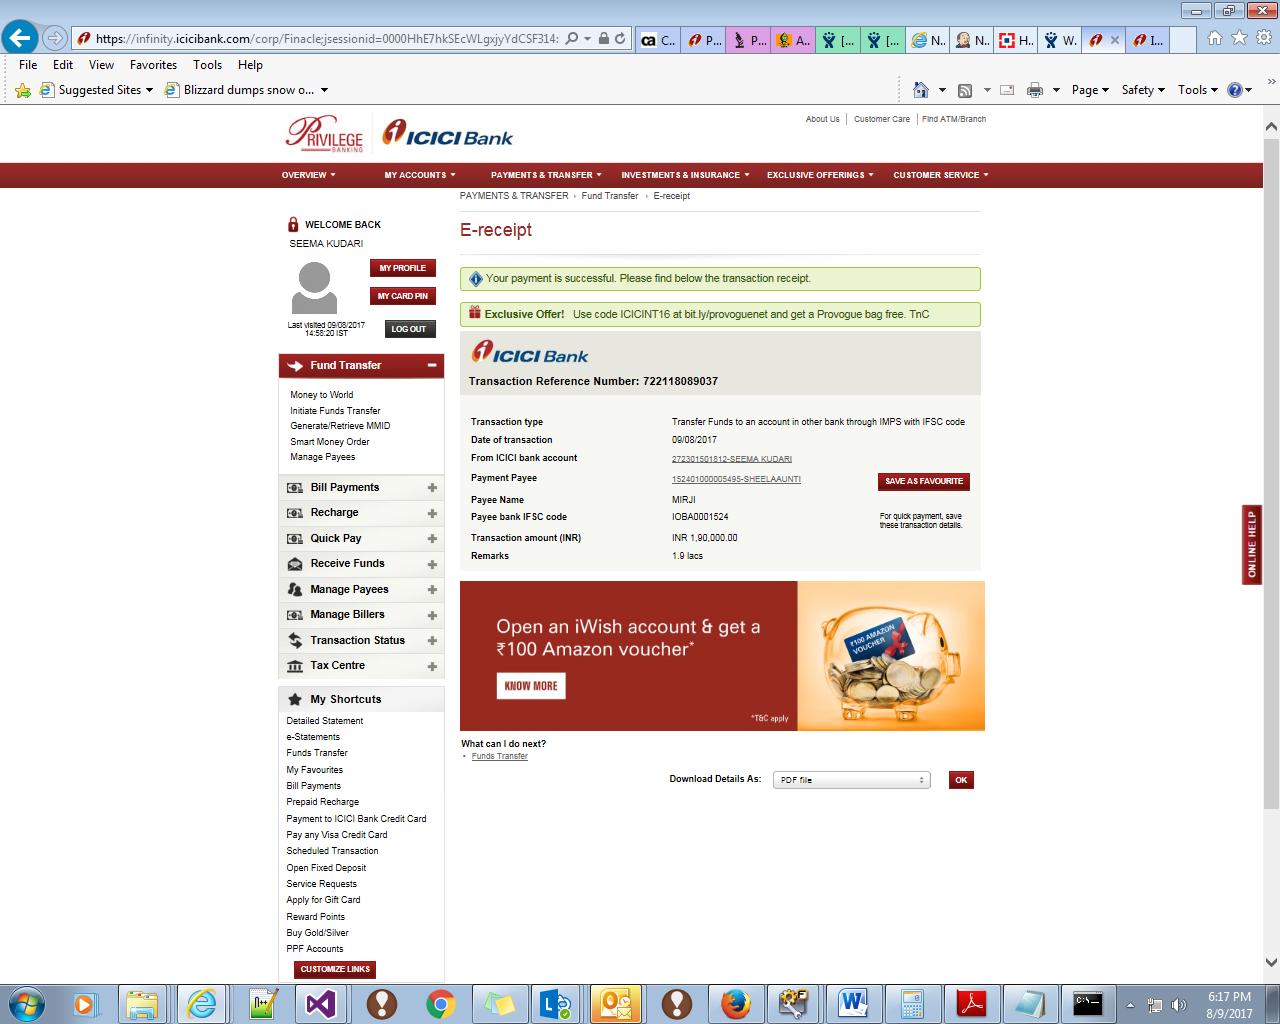 https://infinity.icicibank.com/corp/Finacle;jsessionid=0000HhE7hkSEcWLgxjyYdCSF314:
ca C...
P...
P...
A...
[...
[...
N...
N...
H...
W...
I...
File Edit View Favorites Tools Help
Suggested Sites
Blizzard dumps snow o...
Page Safety Tools
PRIVILEGE BANKING
ICICI Bank
About Us | Customer Care | Find ATM/Branch
OVERVIEW MY ACCOUNTS PAYMENTS & TRANSFER INVESTMENTS & INSURANCE EXCLUSIVE OFFERINGS CUSTOMER SERVICE
PAYMENTS & TRANSFER › Fund Transfer › E-receipt
WELCOME BACK
SEEMA KUDARI
MY PROFILE
MY CARD PIN
Last visited 09/08/2017
14:55:20 IST
LOG OUT
Fund Transfer
Money to World
Initiate Funds Transfer
Generate/Retrieve MMID
Smart Money Order
Manage Payees
Bill Payments
Recharge
Quick Pay
Receive Funds
Manage Payees
Manage Billers
Transaction Status
Tax Centre
My Shortcuts
Detailed Statement
e-Statements
Funds Transfer
My Favourites
Bill Payments
Prepaid Recharge
Payment to ICICI Bank Credit Card
Pay any Visa Credit Card
Scheduled Transaction
Open Fixed Deposit
Service Requests
Apply for Gift Card
Reward Points
Buy Gold/Silver
PPF Accounts
CUSTOMIZE LINKS
E-receipt
Your payment is successful. Please find below the transaction receipt.
Exclusive Offer! Use code ICICINT16 at bit.ly/provoguenet and get a Provogue bag free. TnC
ICICI Bank
Transaction Reference Number: 722118089037
Transaction type Transfer Funds to an account in other bank through IMPS with IFSC code
Date of transaction 09/08/2017
From ICICI bank account 272301501812-SEEMA KUDARI
Payment Payee 152401000005495-SHEELAAUNTI
SAVE AS FAVOURITE
Payee Name MIRJI
Payee bank IFSC code IOBA0001524
For quick payment, save
these transaction details.
Transaction amount (INR) INR 1,90,000.00
Remarks 1.9 lacs
Open an iWish account & get a
₹100 Amazon voucher*
KNOW MORE
*T&C apply
₹100 AMAZON
VOUCHER
What can I do next?
Funds Transfer
Download Details As: PDF file OK
ONLINE HELP
6:17 PM
8/9/2017